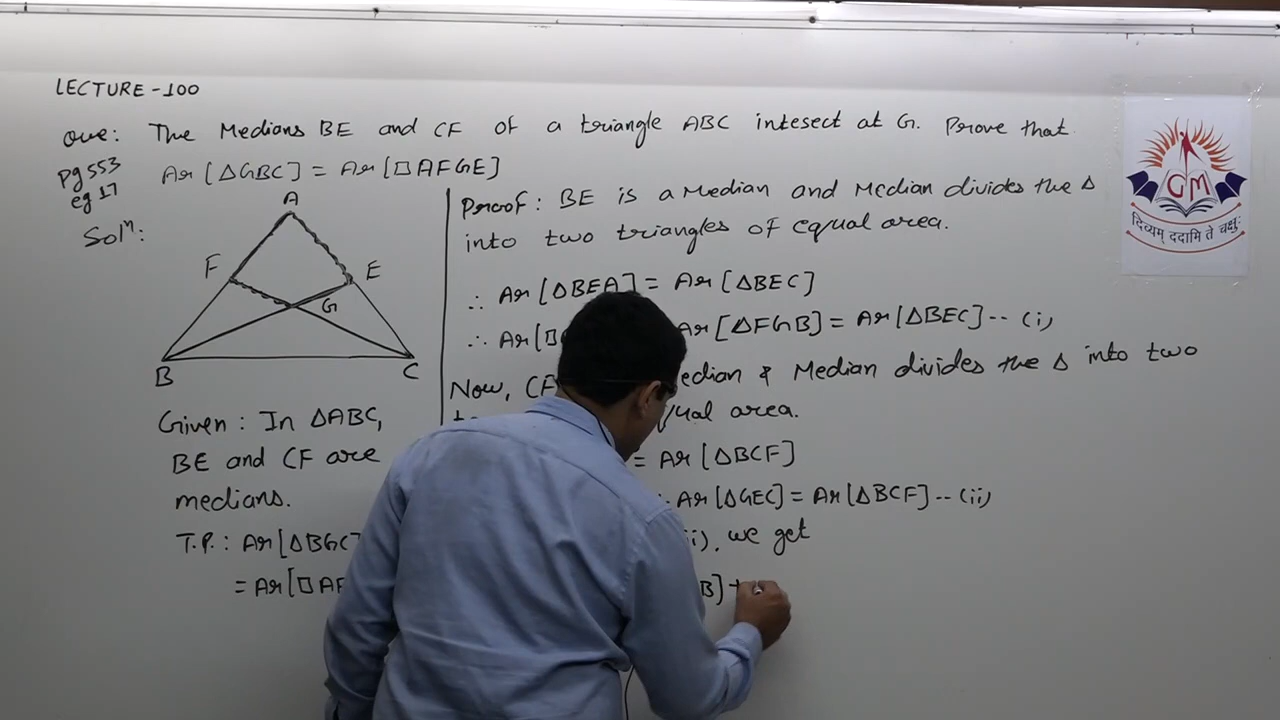 LECTURE - 100
Que: The Medians BE and CF of a triangle ABC intesect at G. Prove that
Pg 553
eg 17
Ar [ΔGBC] = Ar [□AFGE]
Solⁿ:
A
F
E
G
B
C
Given : In ΔABC,
BE and CF are
medians.
T.P. : Ar [ΔBGC]
= Ar [□AF
Proof : BE is a Median and Median divides the Δ
into two triangles of equal area.
∴ Ar [ΔBEA] = Ar [ΔBEC]
∴ Ar [□ Ar [ΔFGB] = Ar [ΔBEC] -- (i)
Now, CF edian & Median divides the Δ into two
area.
= Ar [ΔBCF]
Ar [ΔGEC] = Ar [ΔBCF] -- (ii)
ii), we get
B] +
GM
दिव्यम् ददामि ते चक्षुः